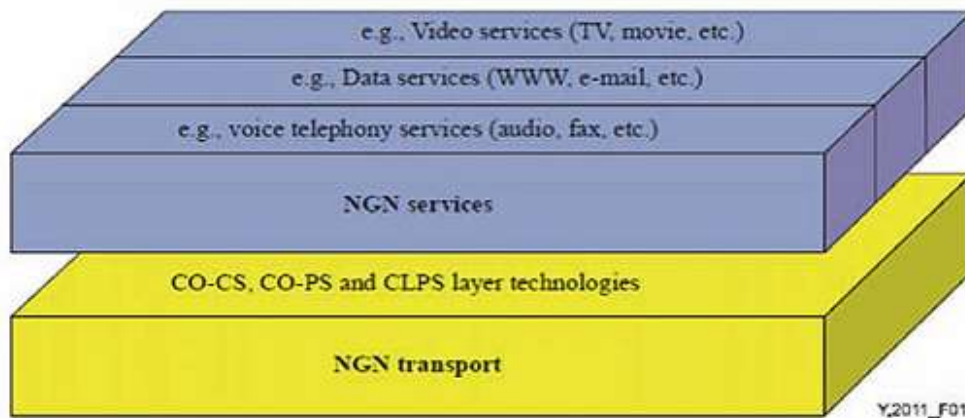 e.g., Video services (TV, movie, etc.)
e.g., Data services (WWW, e-mail, etc.)
e.g., voice telephony services (audio, fax, etc.)
NGN services
CO-CS, CO-PS and CLPS layer technologies
NGN transport
Y.2011_F01